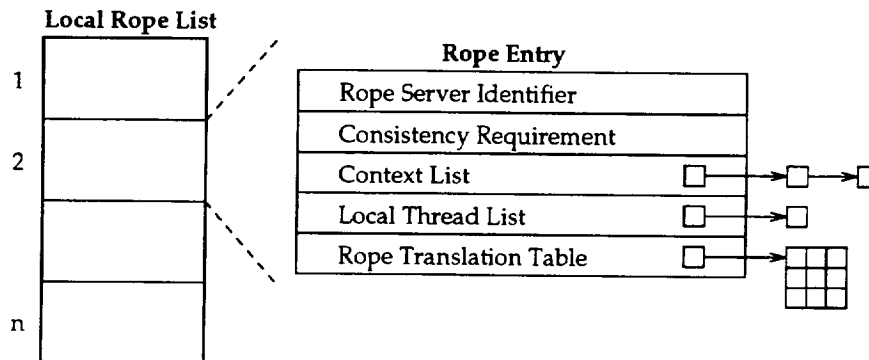 Local Rope List
1
2
n
Rope Entry
Rope Server Identifier
Consistency Requirement
Context List
Local Thread List
Rope Translation Table